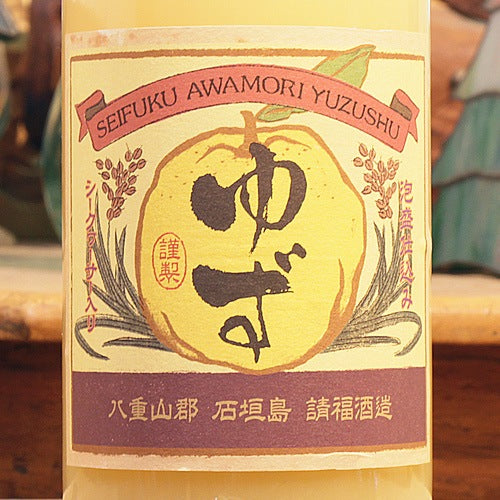 SEIFUKU AWAMORI YUZUSHU
泡盛仕込み
ゆず
謹製
シークヮーサー入り
八重山郡 石垣島 請福酒造